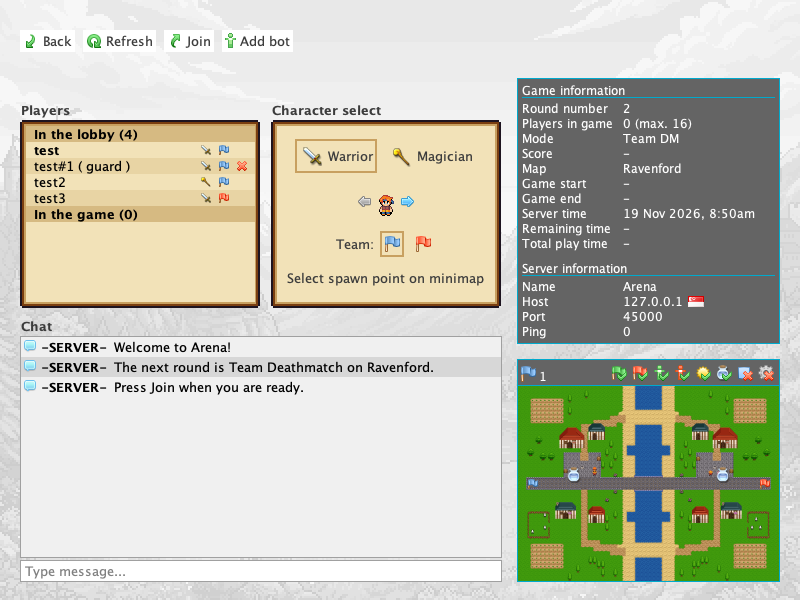 Back Refresh Join Add bot
Players
In the lobby (4)
test
test#1 ( guard )
test2
test3
In the game (0)
Character select
Warrior Magician
Team:
Select spawn point on minimap
Chat
-SERVER- Welcome to Arena!
-SERVER- The next round is Team Deathmatch on Ravenford.
-SERVER- Press Join when you are ready.
Type message...
Game information
Round number 2
Players in game 0 (max. 16)
Mode Team DM
Score –
Map Ravenford
Game start –
Game end –
Server time 19 Nov 2026, 8:50am
Remaining time –
Total play time –
Server information
Name Arena
Host 127.0.0.1
Port 45000
Ping 0
1